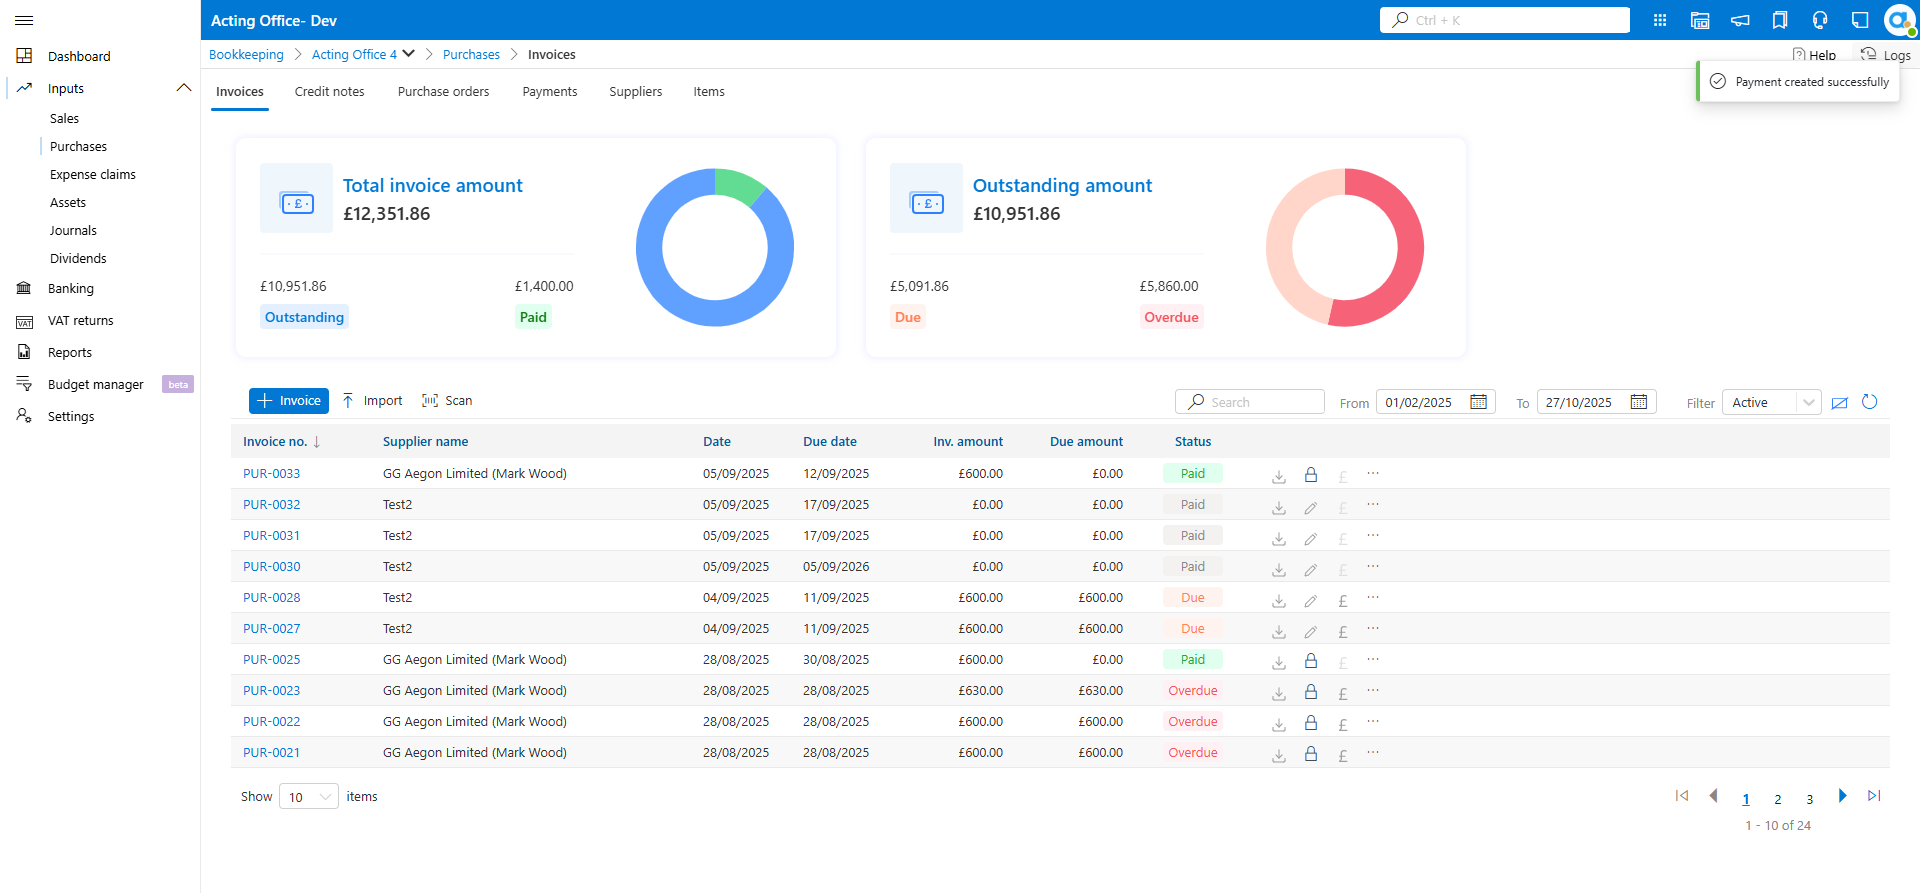 Acting Office- Dev
Ctrl + K
Bookkeeping Acting Office 4 Purchases Invoices
Help Logs
Payment created successfully
Dashboard
Inputs
Sales
Purchases
Expense claims
Assets
Journals
Dividends
Banking
VAT VAT returns
Reports
Budget manager beta
Settings
Invoices Credit notes Purchase orders Payments Suppliers Items
Total invoice amount
£12,351.86
£10,951.86 £1,400.00
Outstanding Paid
Outstanding amount
£10,951.86
£5,091.86 £5,860.00
Due Overdue
Invoice Import Scan Search From 01/02/2025 To 27/10/2025 Filter Active
Invoice no. ↓ Supplier name Date Due date Inv. amount Due amount Status
PUR-0033 GG Aegon Limited (Mark Wood) 05/09/2025 12/09/2025 £600.00 £0.00 Paid £ ...
PUR-0032 Test2 05/09/2025 17/09/2025 £0.00 £0.00 Paid £ ...
PUR-0031 Test2 05/09/2025 17/09/2025 £0.00 £0.00 Paid £ ...
PUR-0030 Test2 05/09/2025 05/09/2026 £0.00 £0.00 Paid £ ...
PUR-0028 Test2 04/09/2025 11/09/2025 £600.00 £600.00 Due £ ...
PUR-0027 Test2 04/09/2025 11/09/2025 £600.00 £600.00 Due £ ...
PUR-0025 GG Aegon Limited (Mark Wood) 28/08/2025 30/08/2025 £600.00 £0.00 Paid £ ...
PUR-0023 GG Aegon Limited (Mark Wood) 28/08/2025 28/08/2025 £630.00 £630.00 Overdue £ ...
PUR-0022 GG Aegon Limited (Mark Wood) 28/08/2025 28/08/2025 £600.00 £600.00 Overdue £ ...
PUR-0021 GG Aegon Limited (Mark Wood) 28/08/2025 28/08/2025 £600.00 £600.00 Overdue £ ...
Show 10 items
1 2 3
1 - 10 of 24